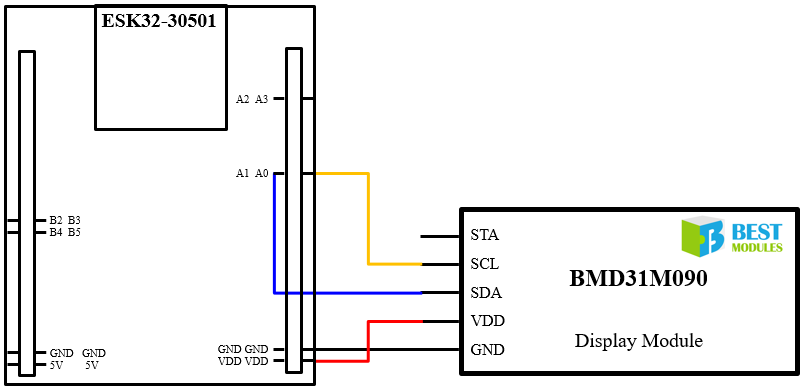 ESK32-30501
A2 A3
A1 A0
B2 B3
B4 B5
GND GND
5V 5V
GND GND
VDD VDD
STA
SCL
SDA
VDD
GND
BEST
MODULES
BMD31M090
Display Module